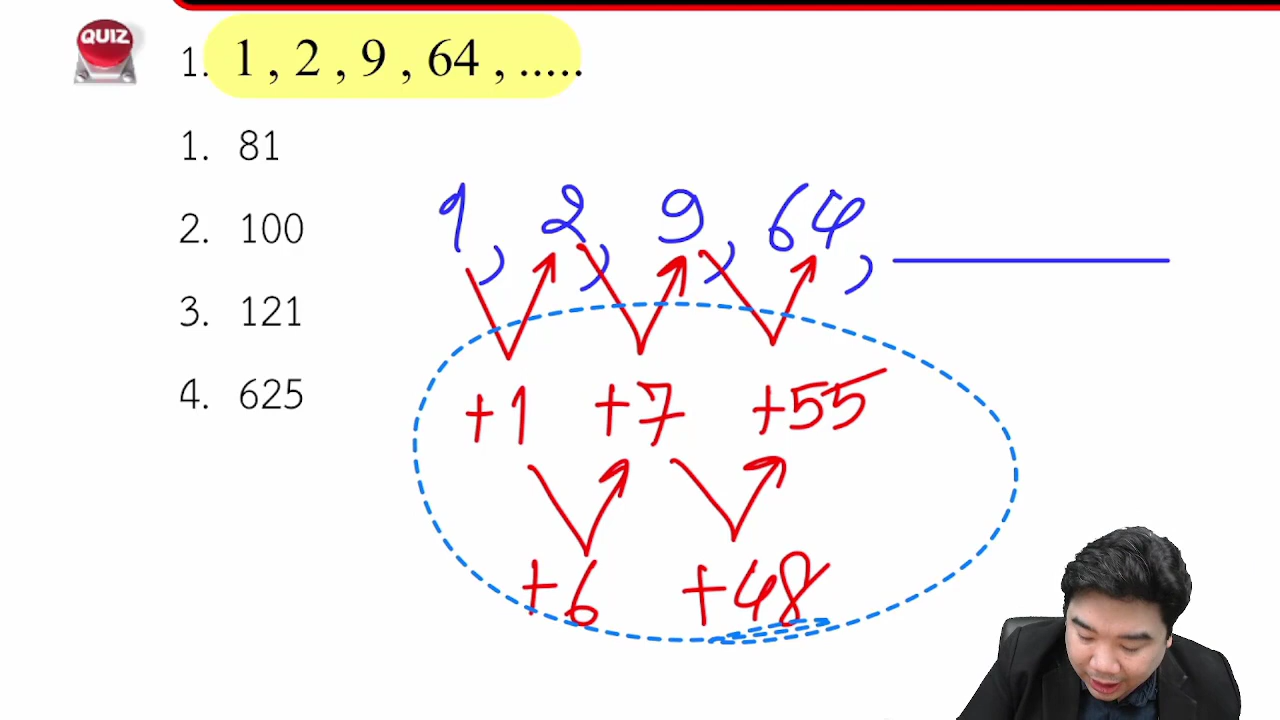 QUIZ
1. 1 , 2 , 9 , 64 , .....
1. 81
2. 100
3. 121
4. 625
1, 2, 9, 64, ______
+1 +7 +55
+6 +48